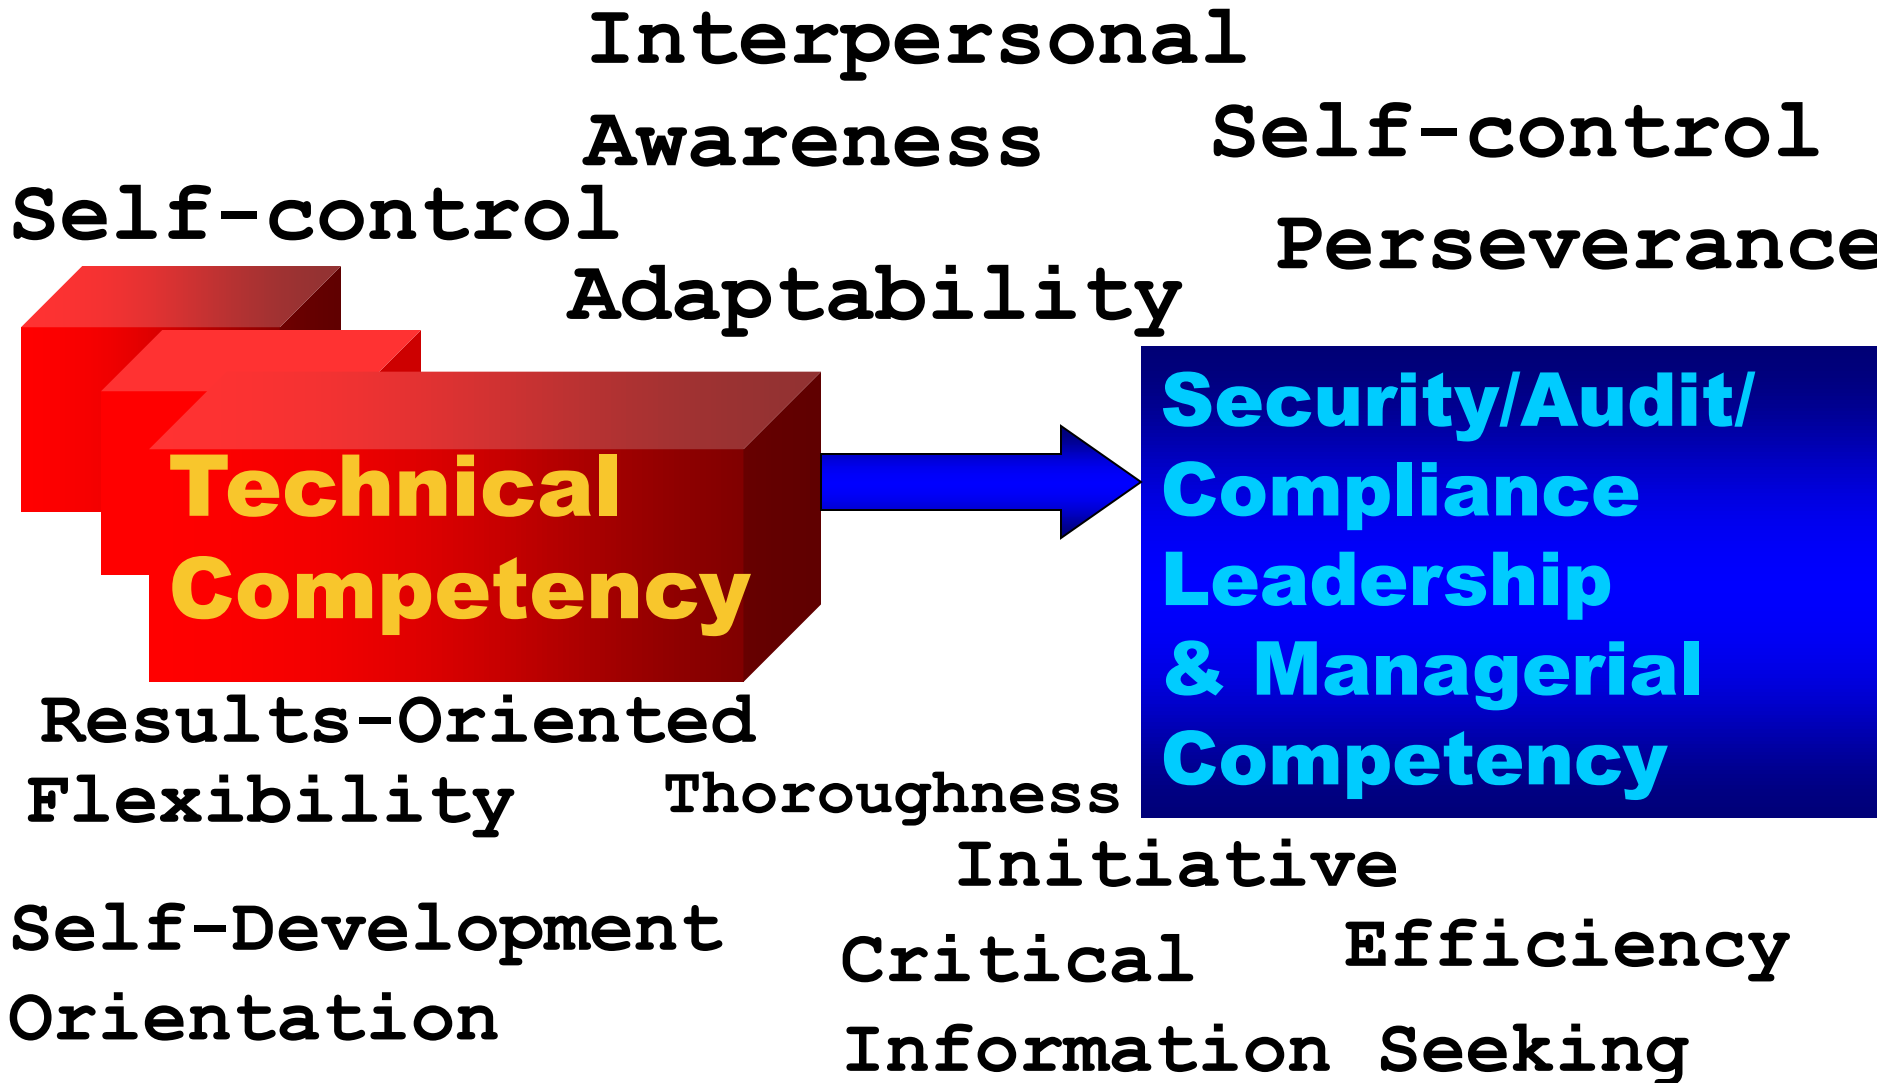 Interpersonal
Awareness
Self-control
Self-control
Perseverance
Adaptability
Technical
Competency
Security/Audit/
Compliance
Leadership
& Managerial
Competency
Results-Oriented
Flexibility
Thoroughness
Initiative
Self-Development
Orientation
Efficiency
Critical
Information Seeking